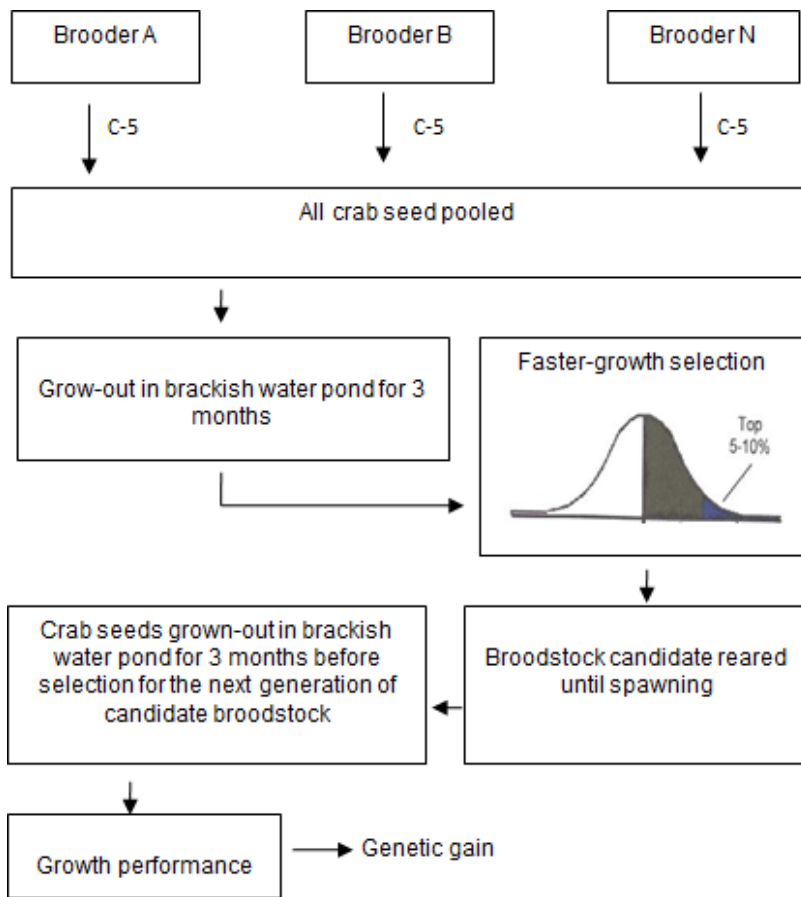 Brooder A
Brooder B
Brooder N
C-5
C-5
C-5
All crab seed pooled
Grow-out in brackish water pond for 3
months
Faster-growth selection
Top
5-10%
Crab seeds grown-out in brackish
water pond for 3 months before
selection for the next generation of
candidate broodstock
Broodstock candidate reared
until spawning
Growth performance
Genetic gain